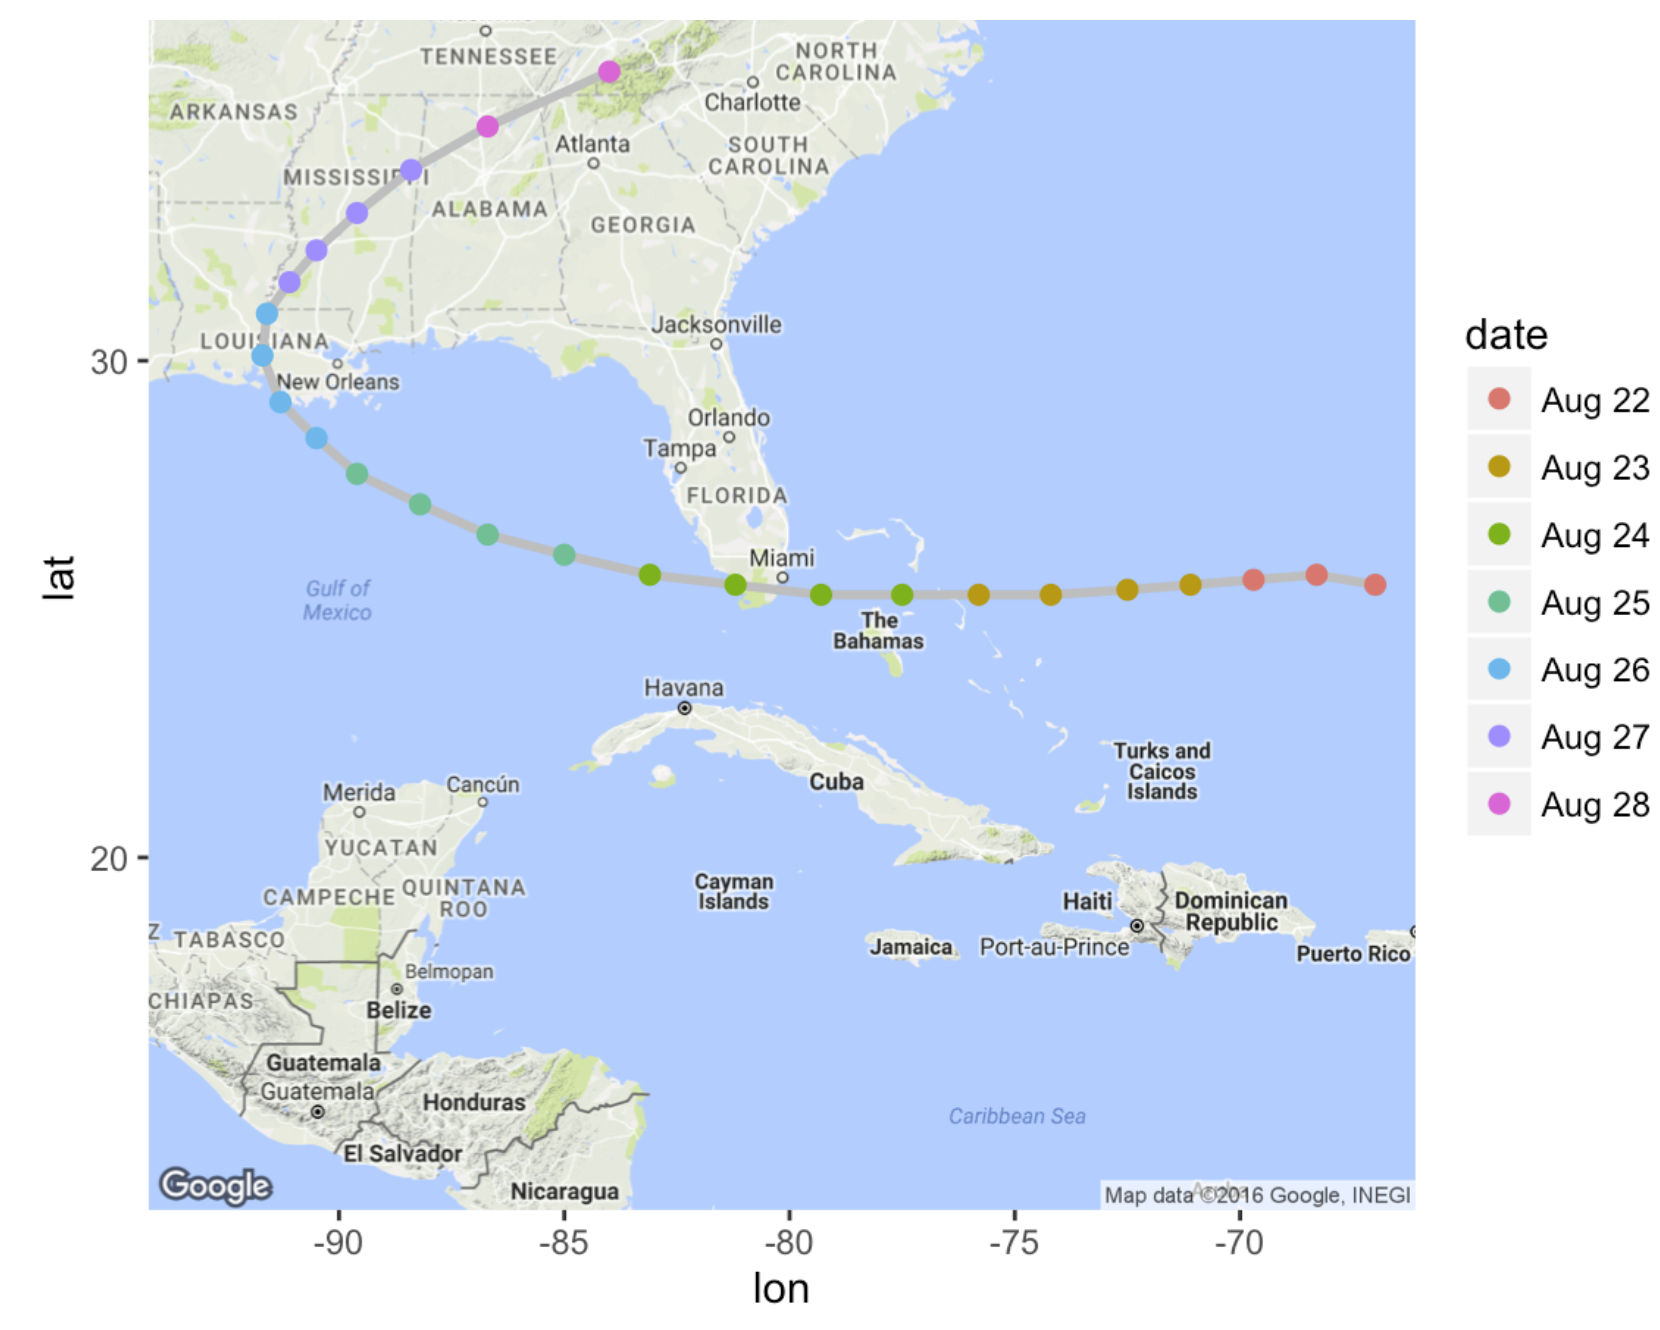 TENNESSEE
NORTH
CAROLINA
ARKANSAS
Charlotte
Atlanta
SOUTH
CAROLINA
MISSISSIPPI
ALABAMA
GEORGIA
Jacksonville
LOUISIANA
30
New Orleans
Orlando
Tampa
FLORIDA
Miami
lat
Gulf of
Mexico
The
Bahamas
Havana
Turks and
Caicos
Islands
Cuba
Merida
Cancún
YUCATAN
20
CAMPECHE
QUINTANA
ROO
Cayman
Islands
Haiti
Dominican
Republic
Z TABASCO
Jamaica
Port-au-Prince
Puerto Rico
Belmopan
CHIAPAS
Belize
Guatemala
Guatemala
Honduras
Caribbean Sea
El Salvador
Nicaragua
Google
Map data ©2016 Google, INEGI
-90
-85
-80
-75
-70
lon
date
Aug 22
Aug 23
Aug 24
Aug 25
Aug 26
Aug 27
Aug 28